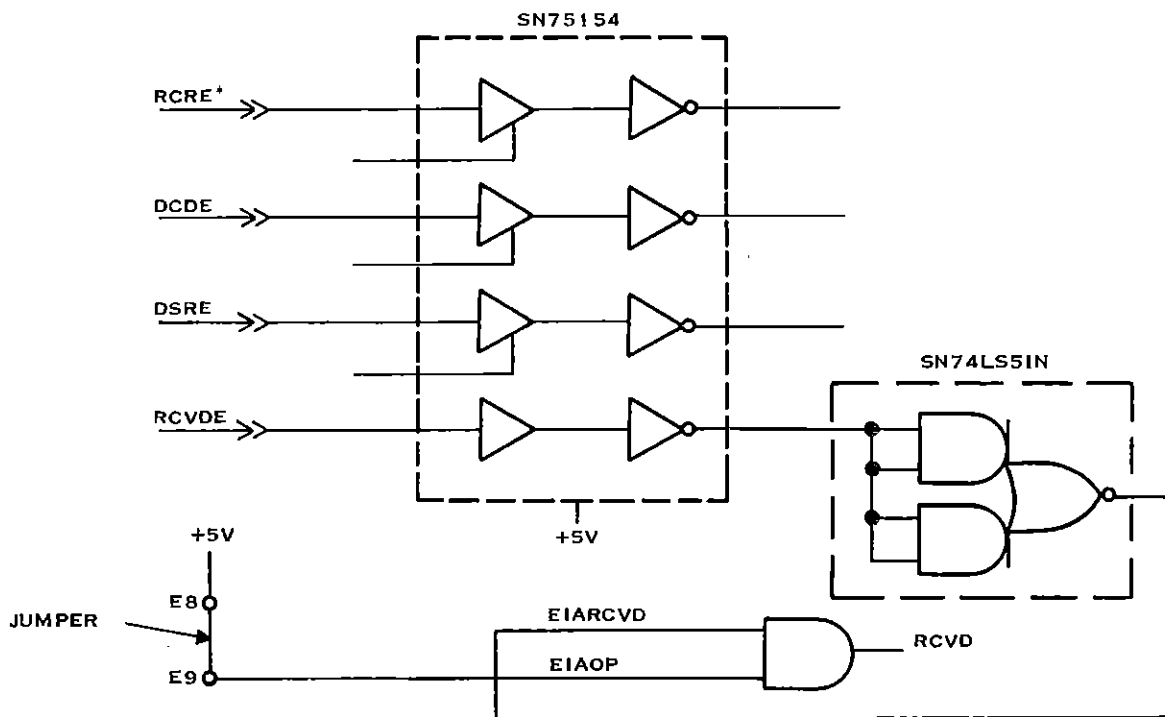 SN75154
RCRE*
DCDE
DSRE
RCVDE
SN74LS51N
+5V
+5V
E8
JUMPER
EIARCVD
RCVD
EIAOP
E9